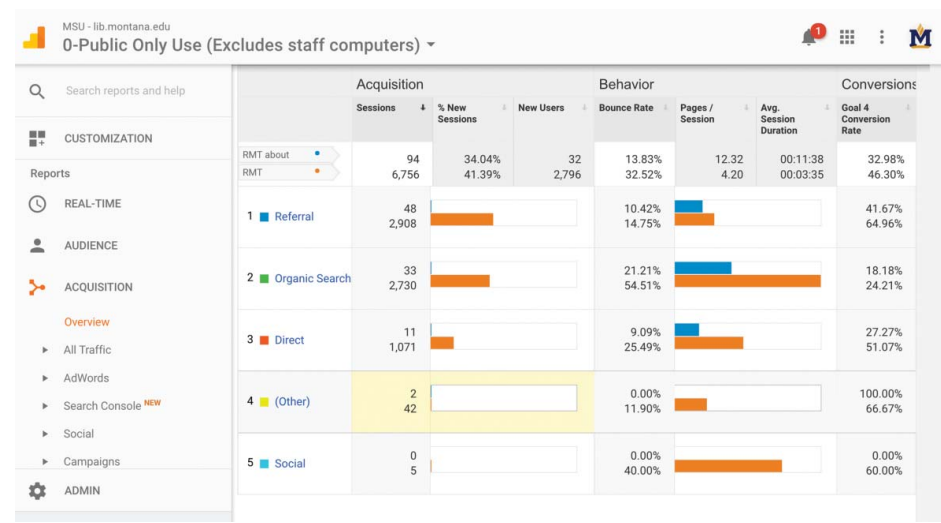 MSU - lib.montana.edu
0-Public Only Use (Excludes staff computers)
1
M
Search reports and help
CUSTOMIZATION
Reports
REAL-TIME
AUDIENCE
ACQUISITION
Overview
All Traffic
AdWords
Search Console NEW
Social
Campaigns
ADMIN
Acquisition Behavior Conversions
Sessions % New Sessions New Users Bounce Rate Pages / Session Avg. Session Duration Goal 4 Conversion Rate
RMT about 94 34.04% 32 13.83% 12.32 00:11:38 32.98%
RMT 6,756 41.39% 2,796 32.52% 4.20 00:03:35 46.30%
1 Referral 48 10.42% 41.67%
2,908 14.75% 64.96%
2 Organic Search 33 21.21% 18.18%
2,730 54.51% 24.21%
3 Direct 11 9.09% 27.27%
1,071 25.49% 51.07%
4 (Other) 2 0.00% 100.00%
42 11.90% 66.67%
5 Social 0 0.00% 0.00%
5 40.00% 60.00%